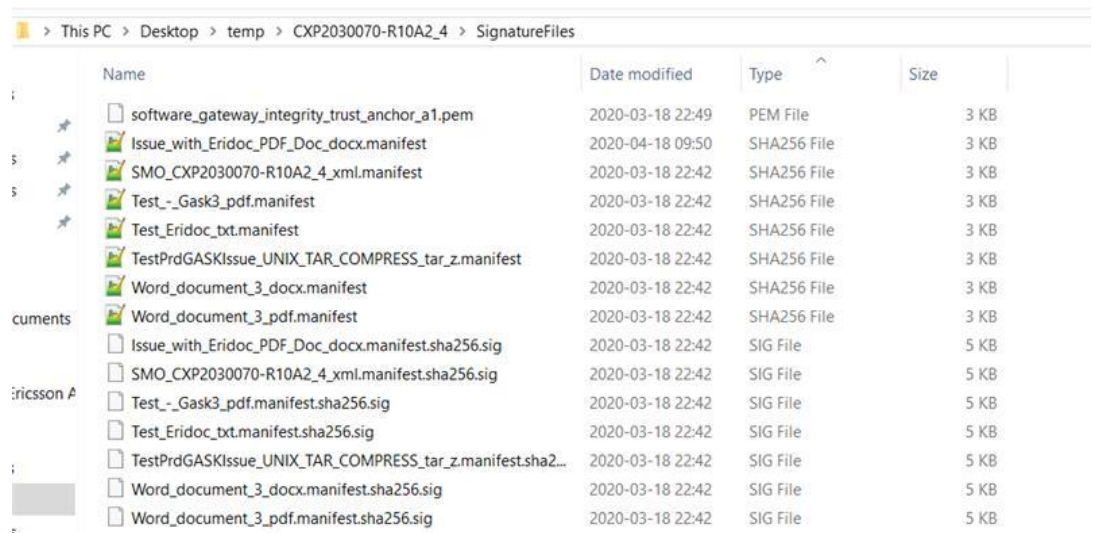 > This PC > Desktop > temp > CXP2030070-R10A2_4 > SignatureFiles
Name Date modified Type Size
software_gateway_integrity_trust_anchor_a1.pem 2020-03-18 22:49 PEM File 3 KB
Issue_with_Eridoc_PDF_Doc_docx.manifest 2020-04-18 09:50 SHA256 File 3 KB
SMO_CXP2030070-R10A2_4_xml.manifest 2020-03-18 22:42 SHA256 File 3 KB
Test_-_Gask3_pdf.manifest 2020-03-18 22:42 SHA256 File 3 KB
Test_Eridoc_txt.manifest 2020-03-18 22:42 SHA256 File 3 KB
TestPrdGASKIssue_UNIX_TAR_COMPRESS_tar_z.manifest 2020-03-18 22:42 SHA256 File 3 KB
Word_document_3_docx.manifest 2020-03-18 22:42 SHA256 File 3 KB
cuments Word_document_3_pdf.manifest 2020-03-18 22:42 SHA256 File 3 KB
Issue_with_Eridoc_PDF_Doc_docx.manifest.sha256.sig 2020-03-18 22:42 SIG File 5 KB
SMO_CXP2030070-R10A2_4_xml.manifest.sha256.sig 2020-03-18 22:42 SIG File 5 KB
ricsson A Test_-_Gask3_pdf.manifest.sha256.sig 2020-03-18 22:42 SIG File 5 KB
Test_Eridoc_txt.manifest.sha256.sig 2020-03-18 22:42 SIG File 5 KB
TestPrdGASKIssue_UNIX_TAR_COMPRESS_tar_z.manifest.sha2... 2020-03-18 22:42 SIG File 5 KB
Word_document_3_docx.manifest.sha256.sig 2020-03-18 22:42 SIG File 5 KB
Word_document_3_pdf.manifest.sha256.sig 2020-03-18 22:42 SIG File 5 KB